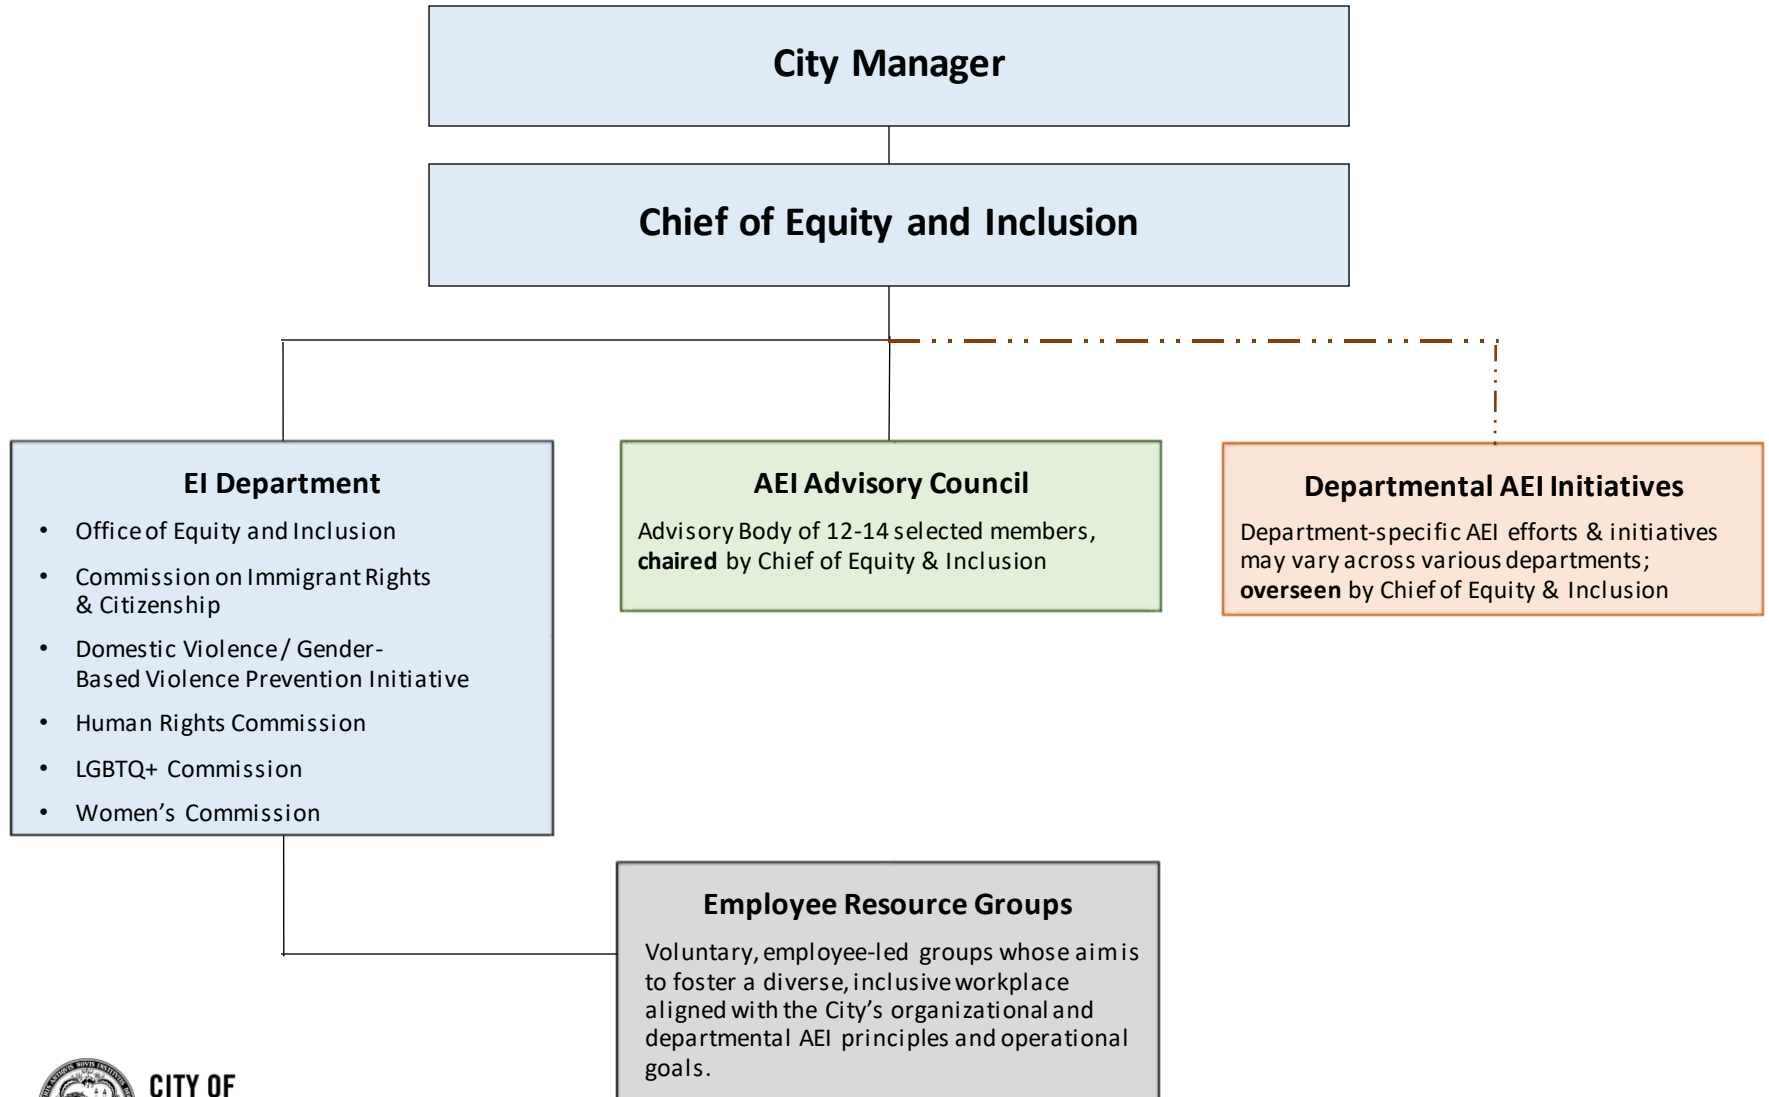 City Manager
Chief of Equity and Inclusion
EI Department
• Office of Equity and Inclusion
• Commission on Immigrant Rights
& Citizenship
• Domestic Violence / Gender-
Based Violence Prevention Initiative
• Human Rights Commission
• LGBTQ+ Commission
• Women’s Commission
AEI Advisory Council
Advisory Body of 12-14 selected members,
chaired by Chief of Equity & Inclusion
Departmental AEI Initiatives
Department-specific AEI efforts & initiatives
may vary across various departments;
overseen by Chief of Equity & Inclusion
Employee Resource Groups
Voluntary, employee-led groups whose aim is
to foster a diverse, inclusive workplace
aligned with the City’s organizational and
departmental AEI principles and operational
goals.
CITY OF